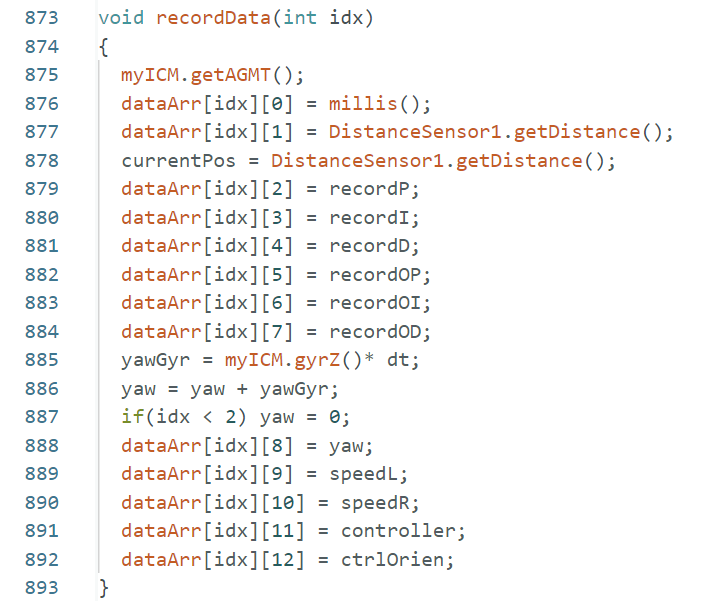 873 void recordData(int idx)
874 {
875   myICM.getAGMT();
876   dataArr[idx][0] = millis();
877   dataArr[idx][1] = DistanceSensor1.getDistance();
878   currentPos = DistanceSensor1.getDistance();
879   dataArr[idx][2] = recordP;
880   dataArr[idx][3] = recordI;
881   dataArr[idx][4] = recordD;
882   dataArr[idx][5] = recordOP;
883   dataArr[idx][6] = recordOI;
884   dataArr[idx][7] = recordOD;
885   yawGyr = myICM.gyrZ()* dt;
886   yaw = yaw + yawGyr;
887   if(idx < 2) yaw = 0;
888   dataArr[idx][8] = yaw;
889   dataArr[idx][9] = speedL;
890   dataArr[idx][10] = speedR;
891   dataArr[idx][11] = controller;
892   dataArr[idx][12] = ctrlOrien;
893 }